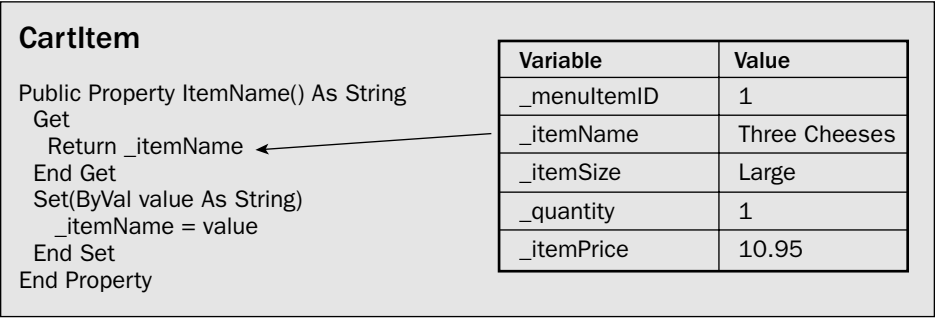 CartItem
Public Property ItemName() As String
Get
Return _itemName
End Get
Set(ByVal value As String)
_itemName = value
End Set
End Property
Variable Value
_menuItemID 1
_itemName Three Cheeses
_itemSize Large
_quantity 1
_itemPrice 10.95